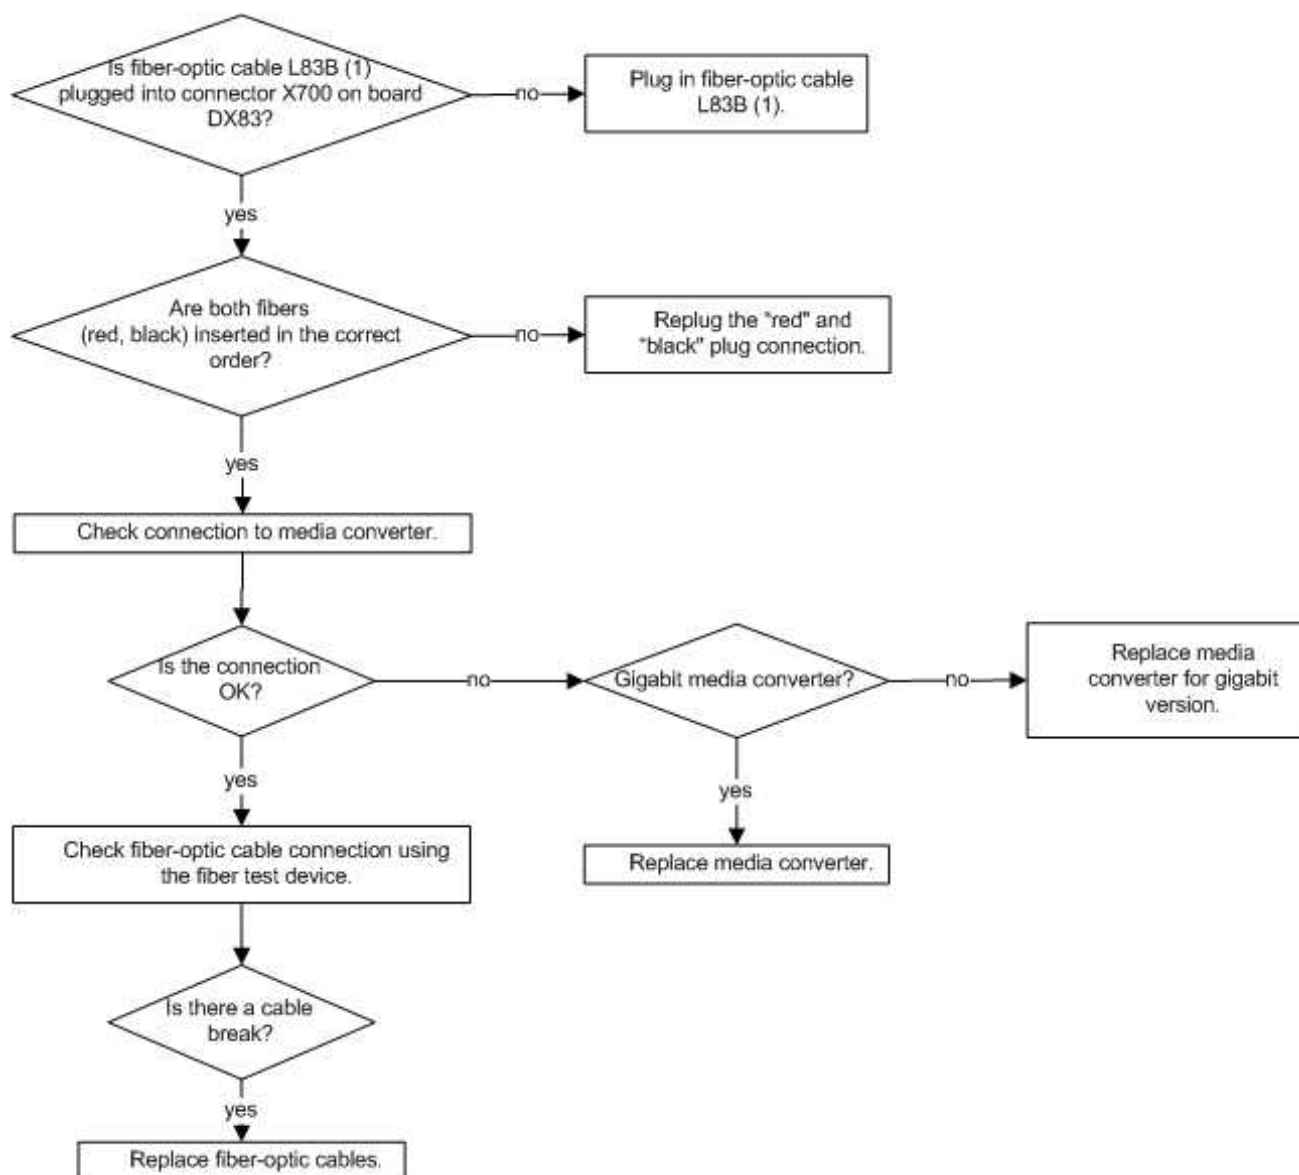 Is fiber-optic cable L83B (1)
plugged into connector X700 on board
DX83?
no
Plug in fiber-optic cable
L83B (1).
yes
Are both fibers
(red, black) inserted in the correct
order?
no
Replug the "red" and
"black" plug connection.
yes
Check connection to media converter.
Is the connection
OK?
no
Gigabit media converter?
no
Replace media
converter for gigabit
version.
yes
yes
Check fiber-optic cable connection using
the fiber test device.
Replace media converter.
Is there a cable
break?
yes
Replace fiber-optic cables.